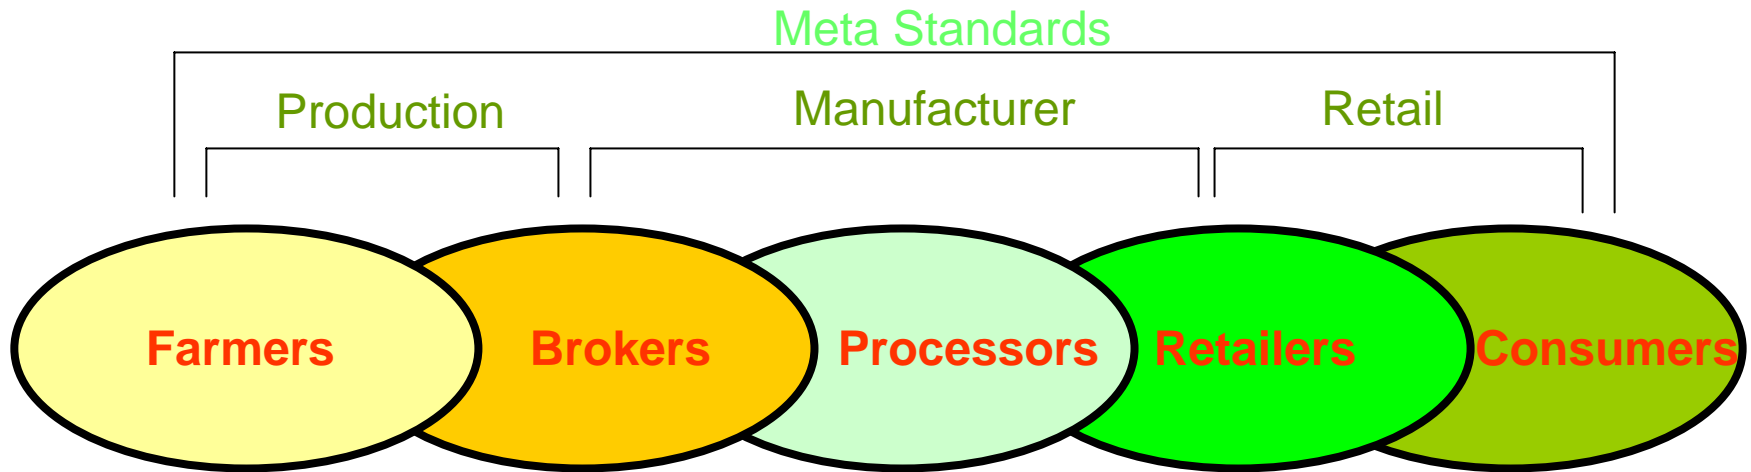 Meta Standards
Production Manufacturer Retail
Farmers Brokers Processors Retailers Consumers